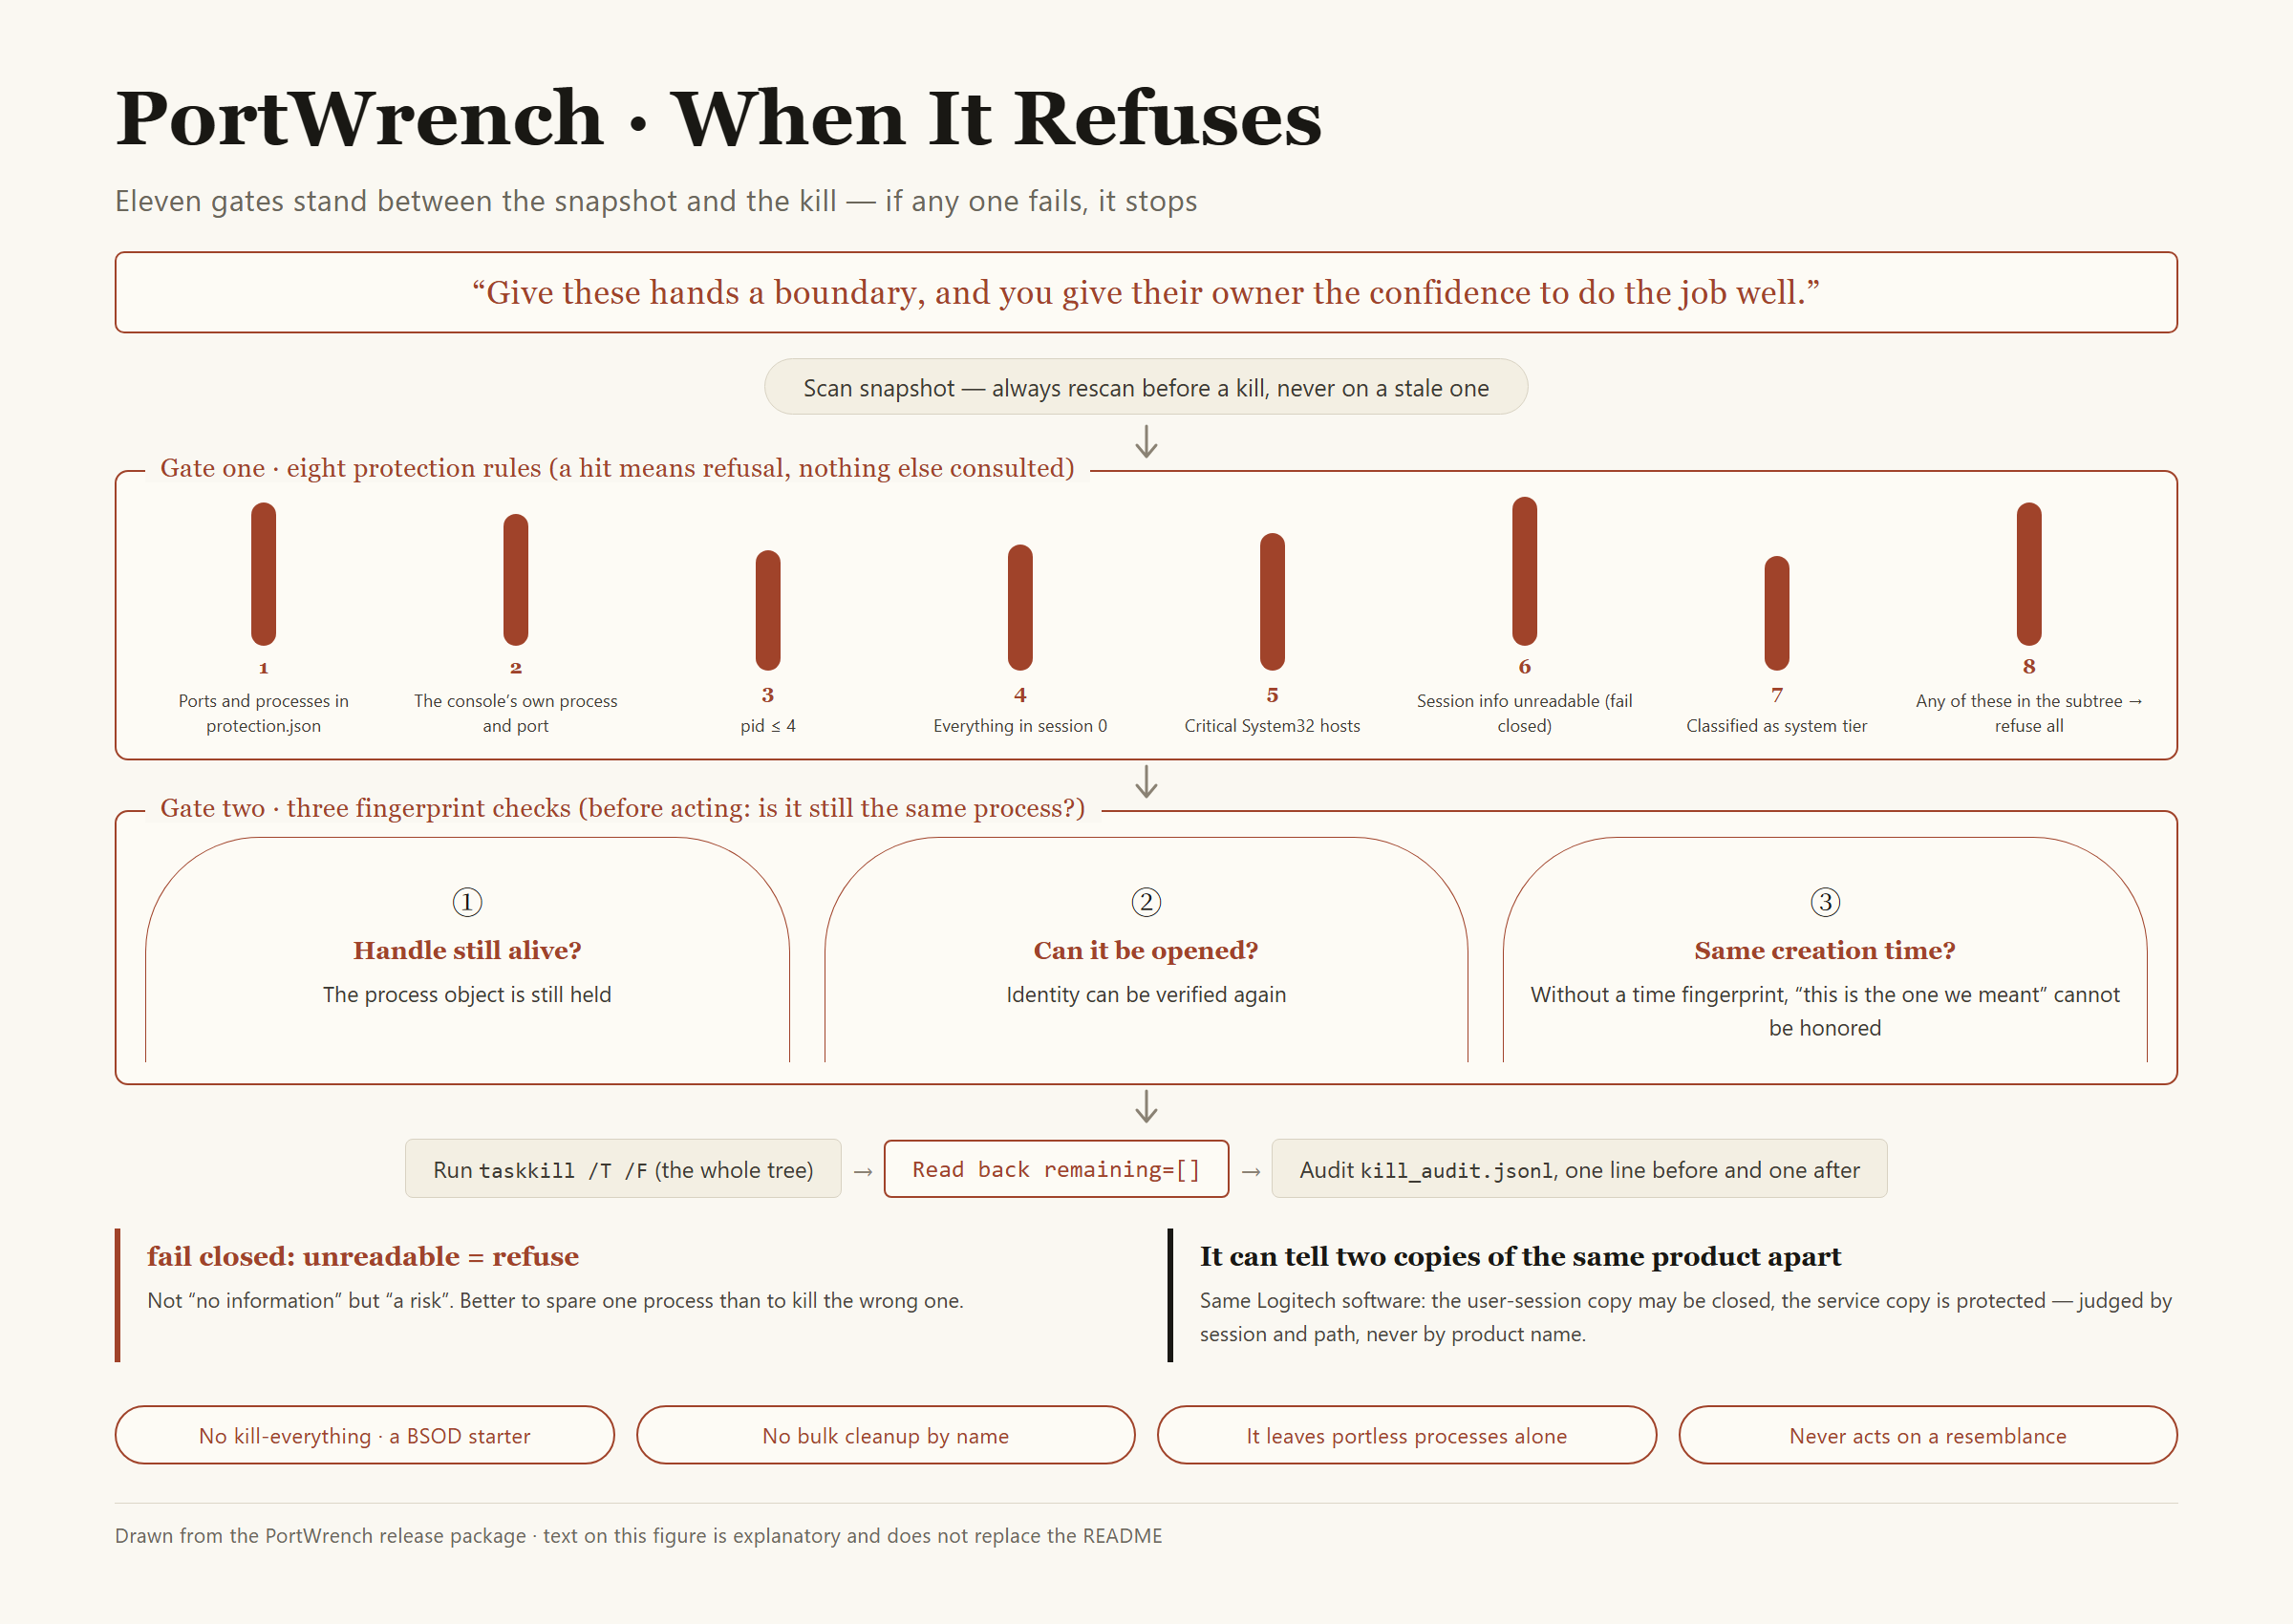 PortWrench · When It Refuses
Eleven gates stand between the snapshot and the kill — if any one fails, it stops
“Give these hands a boundary, and you give their owner the confidence to do the job well.”
Scan snapshot — always rescan before a kill, never on a stale one
↓
Gate one · eight protection rules (a hit means refusal, nothing else consulted)
1
Ports and processes in
protection.json
2
The console’s own process
and port
3
pid ≤ 4
4
Everything in session 0
5
Critical System32 hosts
6
Session info unreadable (fail
closed)
7
Classified as system tier
8
Any of these in the subtree →
refuse all
↓
Gate two · three fingerprint checks (before acting: is it still the same process?)
①
Handle still alive?
The process object is still held
②
Can it be opened?
Identity can be verified again
③
Same creation time?
Without a time fingerprint, “this is the one we meant” cannot
be honored
↓
Run taskkill /T /F (the whole tree)
→
Read back remaining=[]
→
Audit kill_audit.jsonl, one line before and one after
fail closed: unreadable = refuse
Not “no information” but “a risk”. Better to spare one process than to kill the wrong one.
It can tell two copies of the same product apart
Same Logitech software: the user-session copy may be closed, the service copy is protected — judged by
session and path, never by product name.
No kill-everything · a BSOD starter
No bulk cleanup by name
It leaves portless processes alone
Never acts on a resemblance
Drawn from the PortWrench release package · text on this figure is explanatory and does not replace the README